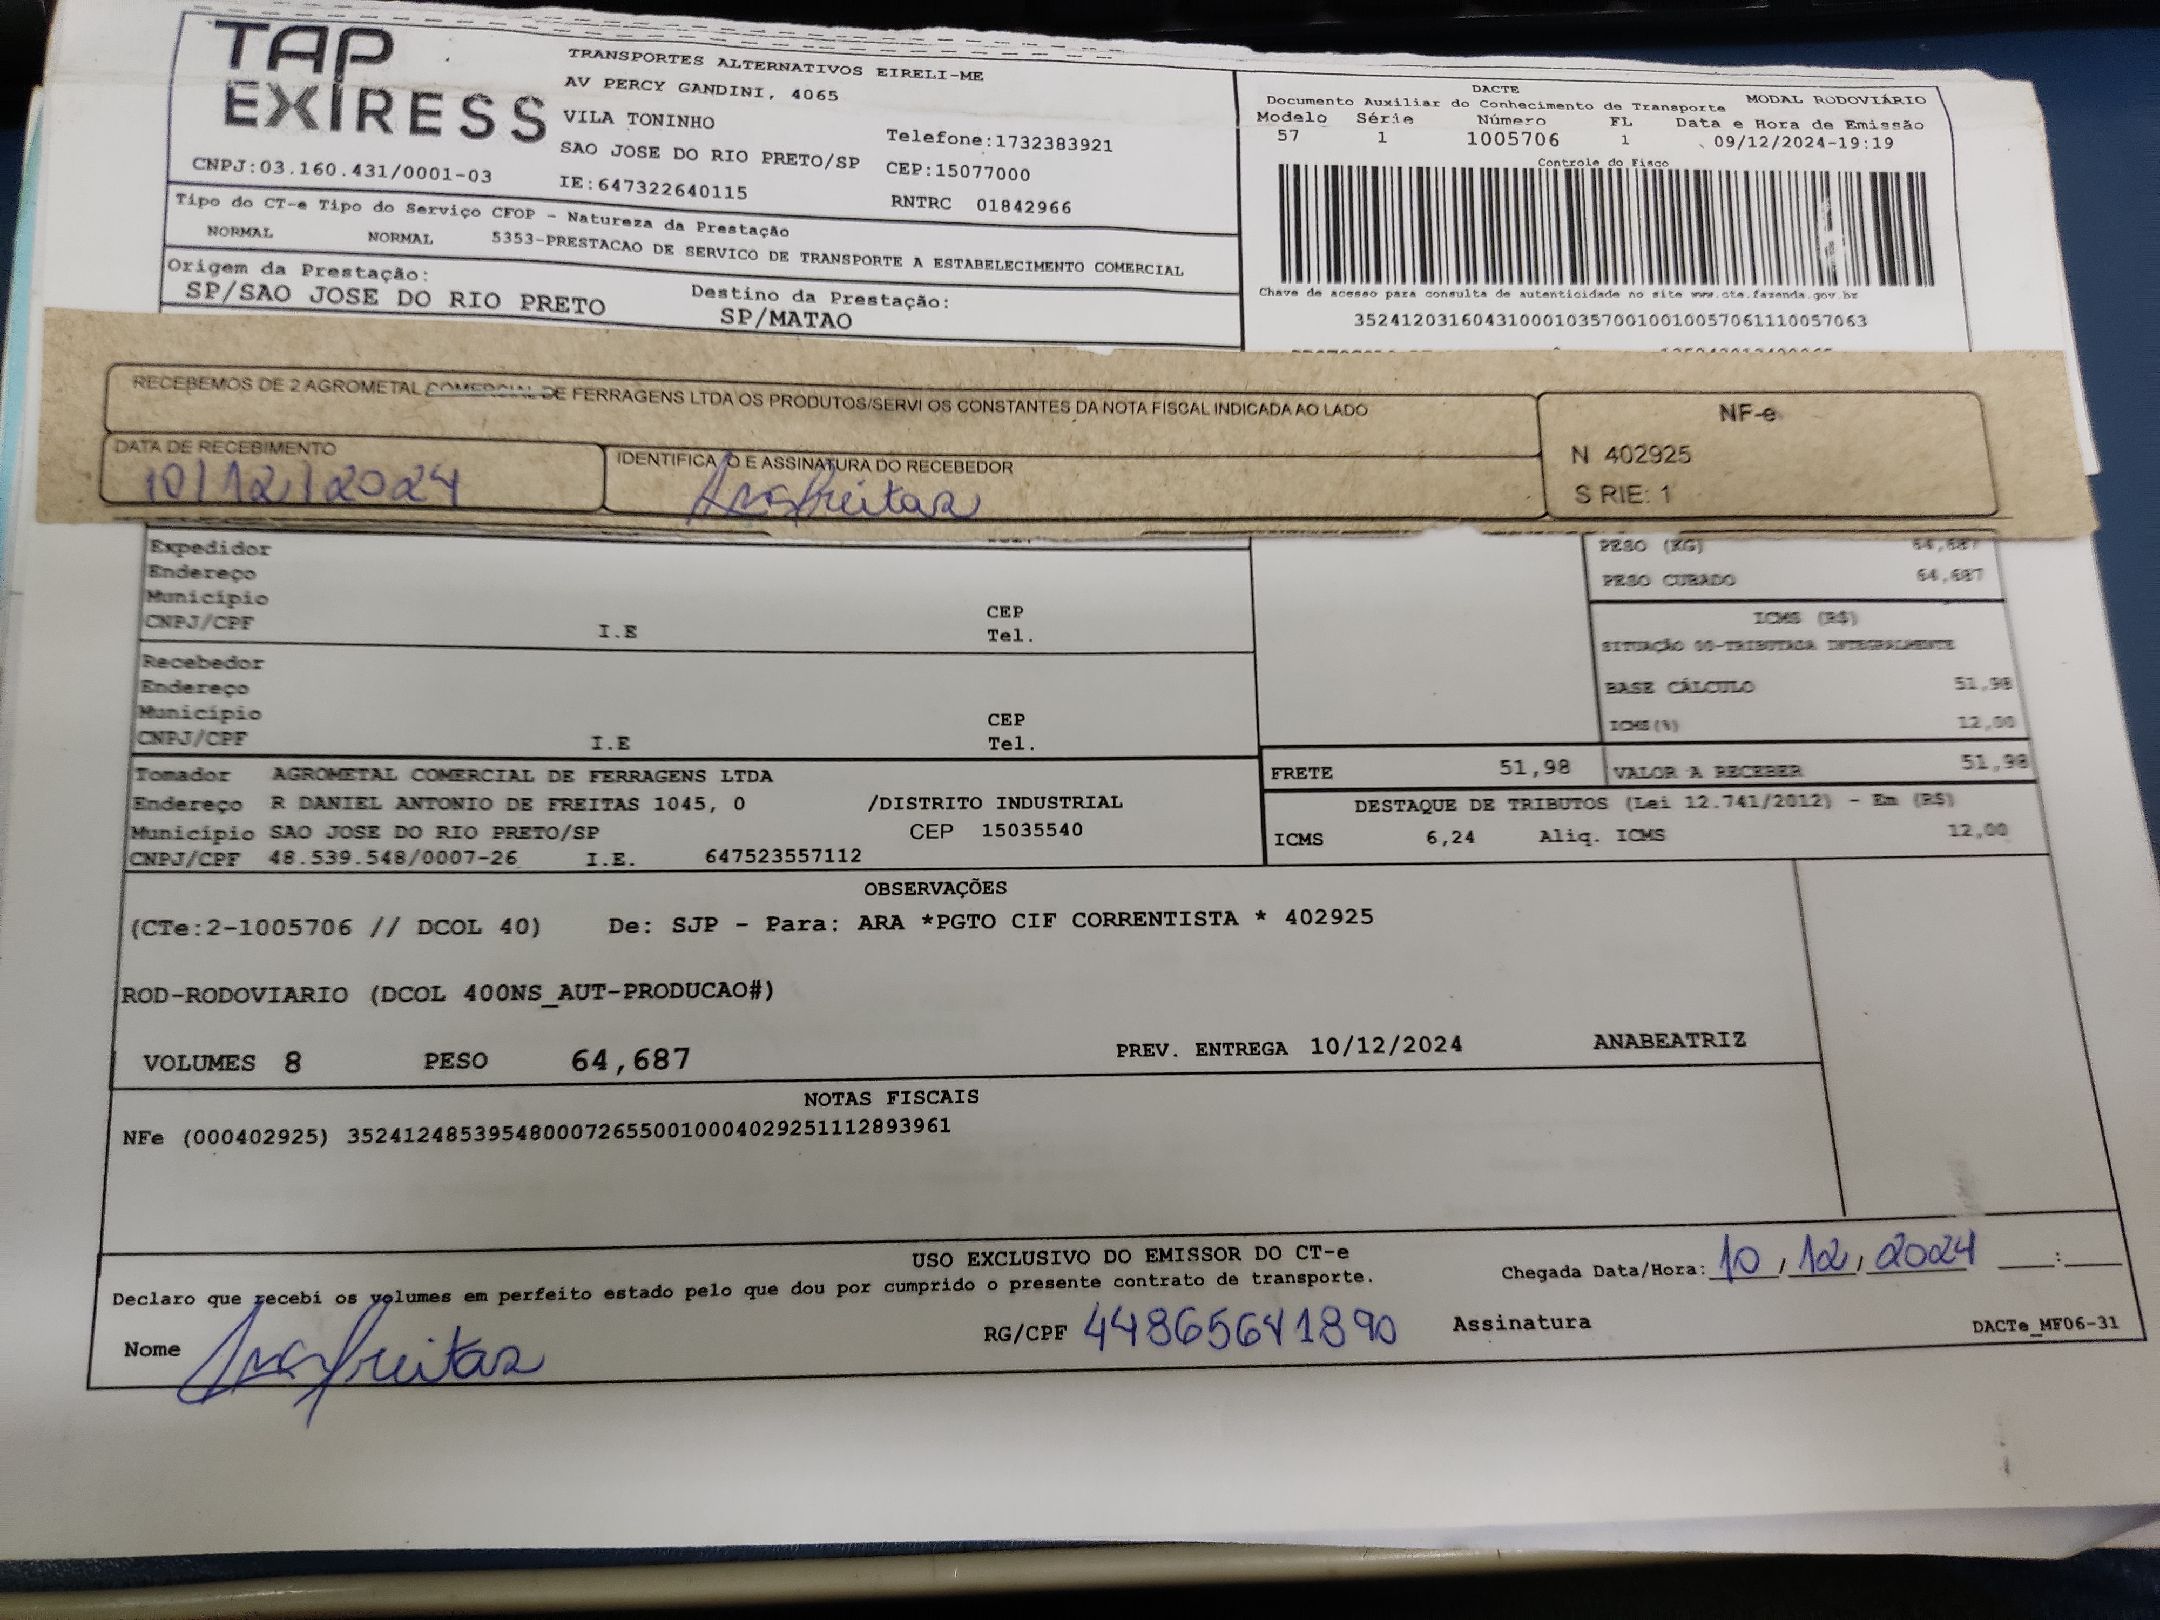 TAP
EXIRESS
CNPJ:03.160.431/0001-03
TRANSPORTES ALTERNATIVOS EIRELI-ME
AV PERCY GANDINI, 4065
VILA TONINHO
SAO JOSE DO RIO PRETO/SP
IE:647322640115
Telefone:1732383921
CEP:15077000
RNTRC 01842966
DACTE
Documento Auxiliar do Conhecimento de Transporte MODAL RODOVIÁRIO
Modelo Série Número FL Data e Hora de Emissão
57 1 1005706 1 09/12/2024-19:19
Controle do Fisco
Chave de acesso para consulta de autenticidade no site www.cte.fazenda.gov.br
35241203160431000103570010010057061110057063
Tipo do CT-e Tipo do Serviço CFOP - Natureza da Prestação
NORMAL NORMAL 5353-PRESTACAO DE SERVICO DE TRANSPORTE A ESTABELECIMENTO COMERCIAL
Origem da Prestação: Destino da Prestação:
SP/SAO JOSE DO RIO PRETO SP/MATAO
RECEBEMOS DE 2 AGROMETAL COMERCIAL DE FERRAGENS LTDA OS PRODUTOS/SERVI OS CONSTANTES DA NOTA FISCAL INDICADA AO LADO
NF-e
N 402925
S RIE: 1
DATA DE RECEBIMENTO
10/12/2024
IDENTIFICA O E ASSINATURA DO RECEBEDOR
Ana Freitas
Expedidor
Endereço
Município CEP
CNPJ/CPF I.E Tel.
Recebedor
Endereço
Município CEP
CNPJ/CPF I.E Tel.
PESO (KG) 64,687
PESO CUBADO 64,687
ICMS (R$)
SITUAÇÃO 00-TRIBUTADA INTEGRALMENTE
BASE CÁLCULO 51,98
ICMS(%) 12,00
FRETE 51,98 VALOR A RECEBER 51,98
DESTAQUE DE TRIBUTOS (Lei 12.741/2012) - Em (R$)
ICMS 6,24 Aliq. ICMS 12,00
Tomador AGROMETAL COMERCIAL DE FERRAGENS LTDA
Endereço R DANIEL ANTONIO DE FREITAS 1045, 0 /DISTRITO INDUSTRIAL
Município SAO JOSE DO RIO PRETO/SP CEP 15035540
CNPJ/CPF 48.539.548/0007-26 I.E. 647523557112
OBSERVAÇÕES
(CTe:2-1005706 // DCOL 40) De: SJP - Para: ARA *PGTO CIF CORRENTISTA * 402925
ROD-RODOVIARIO (DCOL 400NS_AUT-PRODUCAO#)
VOLUMES 8 PESO 64,687 PREV. ENTREGA 10/12/2024 ANABEATRIZ
NOTAS FISCAIS
NFe (000402925) 35241248539548000726550010004029251112893961
USO EXCLUSIVO DO EMISSOR DO CT-e
Declaro que recebi os volumes em perfeito estado pelo que dou por cumprido o presente contrato de transporte.
Chegada Data/Hora: 10/12/2024 :
Nome Ana Freitas RG/CPF 44865641890 Assinatura
DACTe_MF06-31